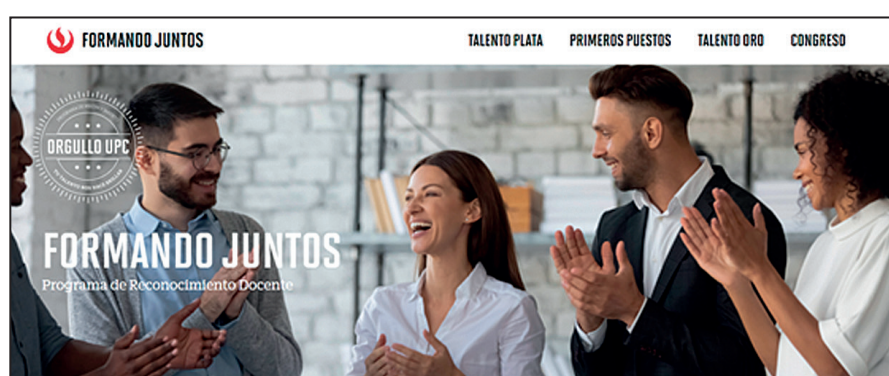 FORMANDO JUNTOS
TALENTO PLATA
PRIMEROS PUESTOS
TALENTO ORO
CONGRESO
ORGULLO UPC
FORMANDO JUNTOS
Programa de Reconocimiento Docente